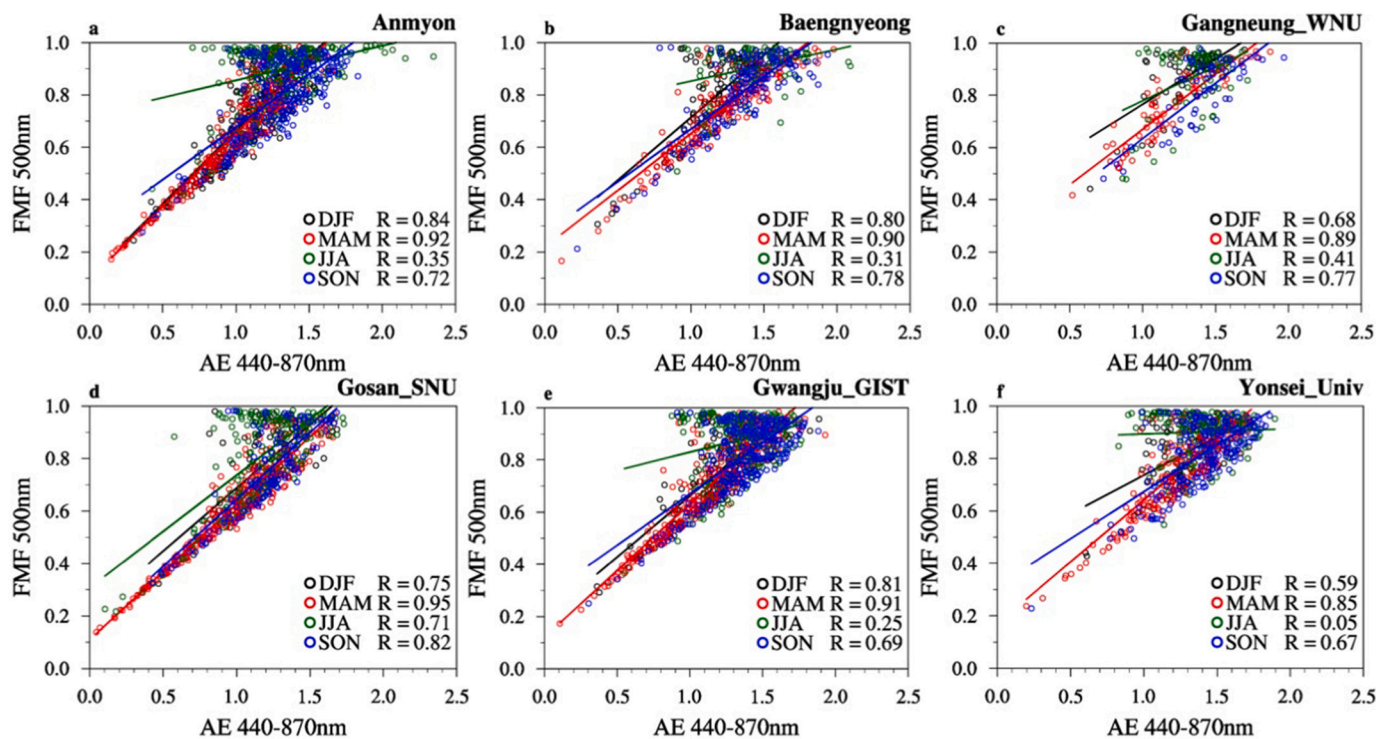 a Anmyon
1.0
0.8
0.6
0.4
0.2
0.0
FMF 500nm
DJF R = 0.84
MAM R = 0.92
JJA R = 0.35
SON R = 0.72
0.0 0.5 1.0 1.5 2.0 2.5
AE 440-870nm
b Baengnyeong
1.0
0.8
0.6
0.4
0.2
0.0
FMF 500nm
DJF R = 0.80
MAM R = 0.90
JJA R = 0.31
SON R = 0.78
0.0 0.5 1.0 1.5 2.0 2.5
AE 440-870nm
c Gangneung_WNU
1.0
0.8
0.6
0.4
0.2
0.0
FMF 500nm
DJF R = 0.68
MAM R = 0.89
JJA R = 0.41
SON R = 0.77
0.0 0.5 1.0 1.5 2.0 2.5
AE 440-870nm
d Gosan_SNU
1.0
0.8
0.6
0.4
0.2
0.0
FMF 500nm
DJF R = 0.75
MAM R = 0.95
JJA R = 0.71
SON R = 0.82
0.0 0.5 1.0 1.5 2.0 2.5
AE 440-870nm
e Gwangju_GIST
1.0
0.8
0.6
0.4
0.2
0.0
FMF 500nm
DJF R = 0.81
MAM R = 0.91
JJA R = 0.25
SON R = 0.69
0.0 0.5 1.0 1.5 2.0 2.5
AE 440-870nm
f Yonsei_Univ
1.0
0.8
0.6
0.4
0.2
0.0
FMF 500nm
DJF R = 0.59
MAM R = 0.85
JJA R = 0.05
SON R = 0.67
0.0 0.5 1.0 1.5 2.0 2.5
AE 440-870nm